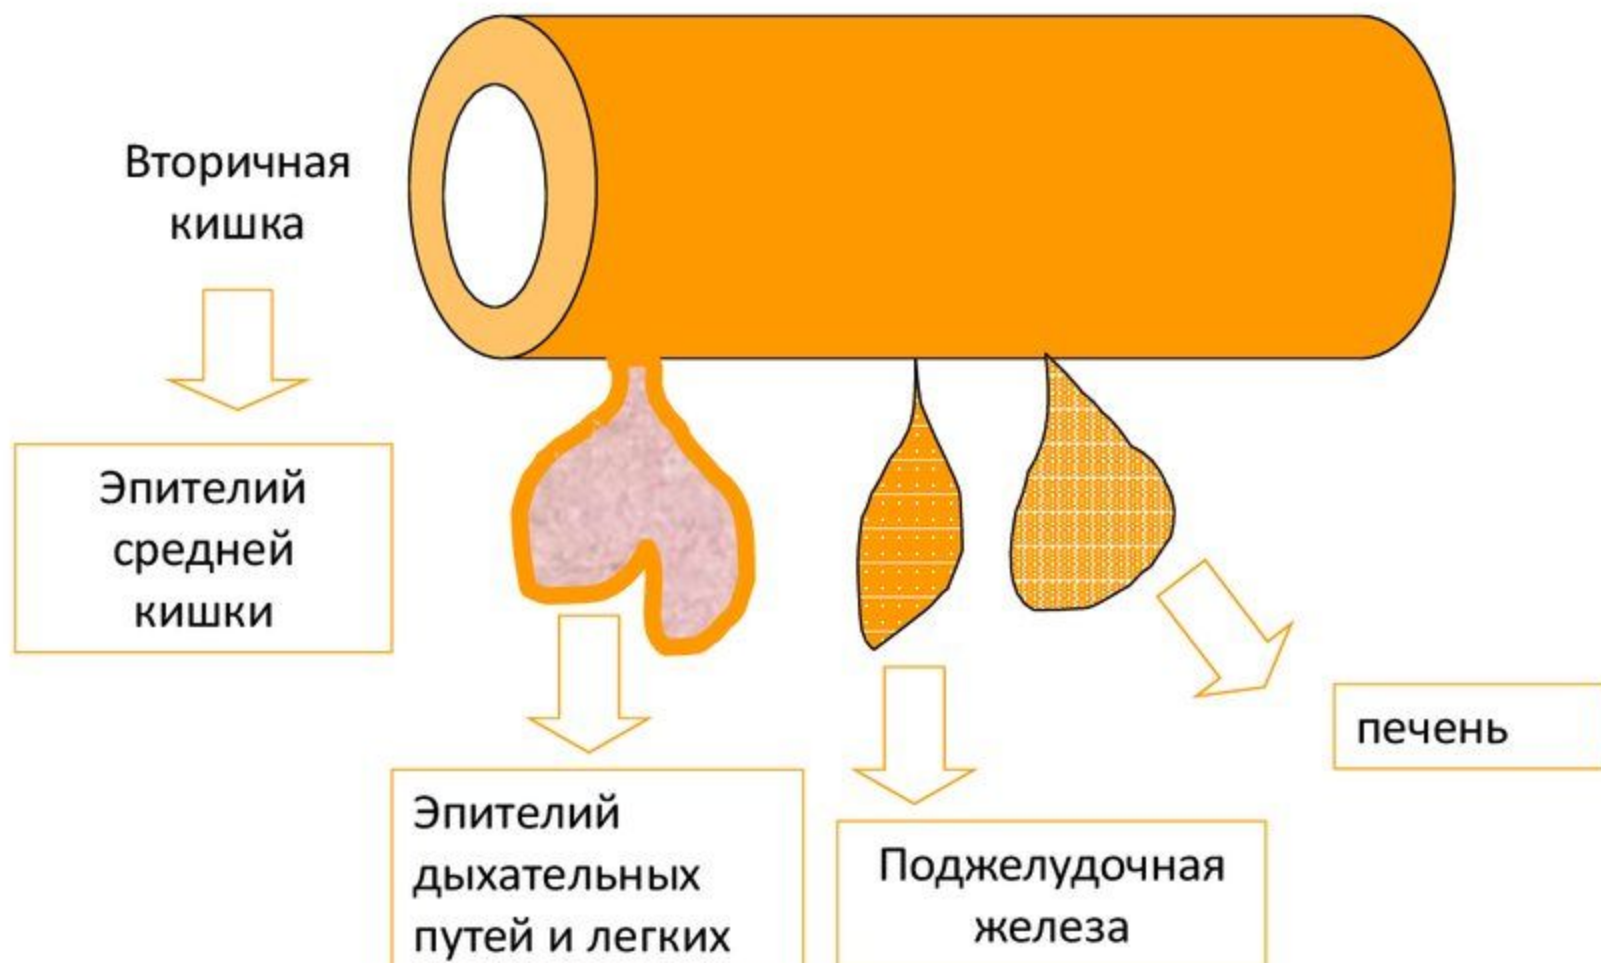 Вторичная
кишка
Эпителий
средней
кишки
Эпителий
дыхательных
путей и легких
Поджелудочная
железа
печень